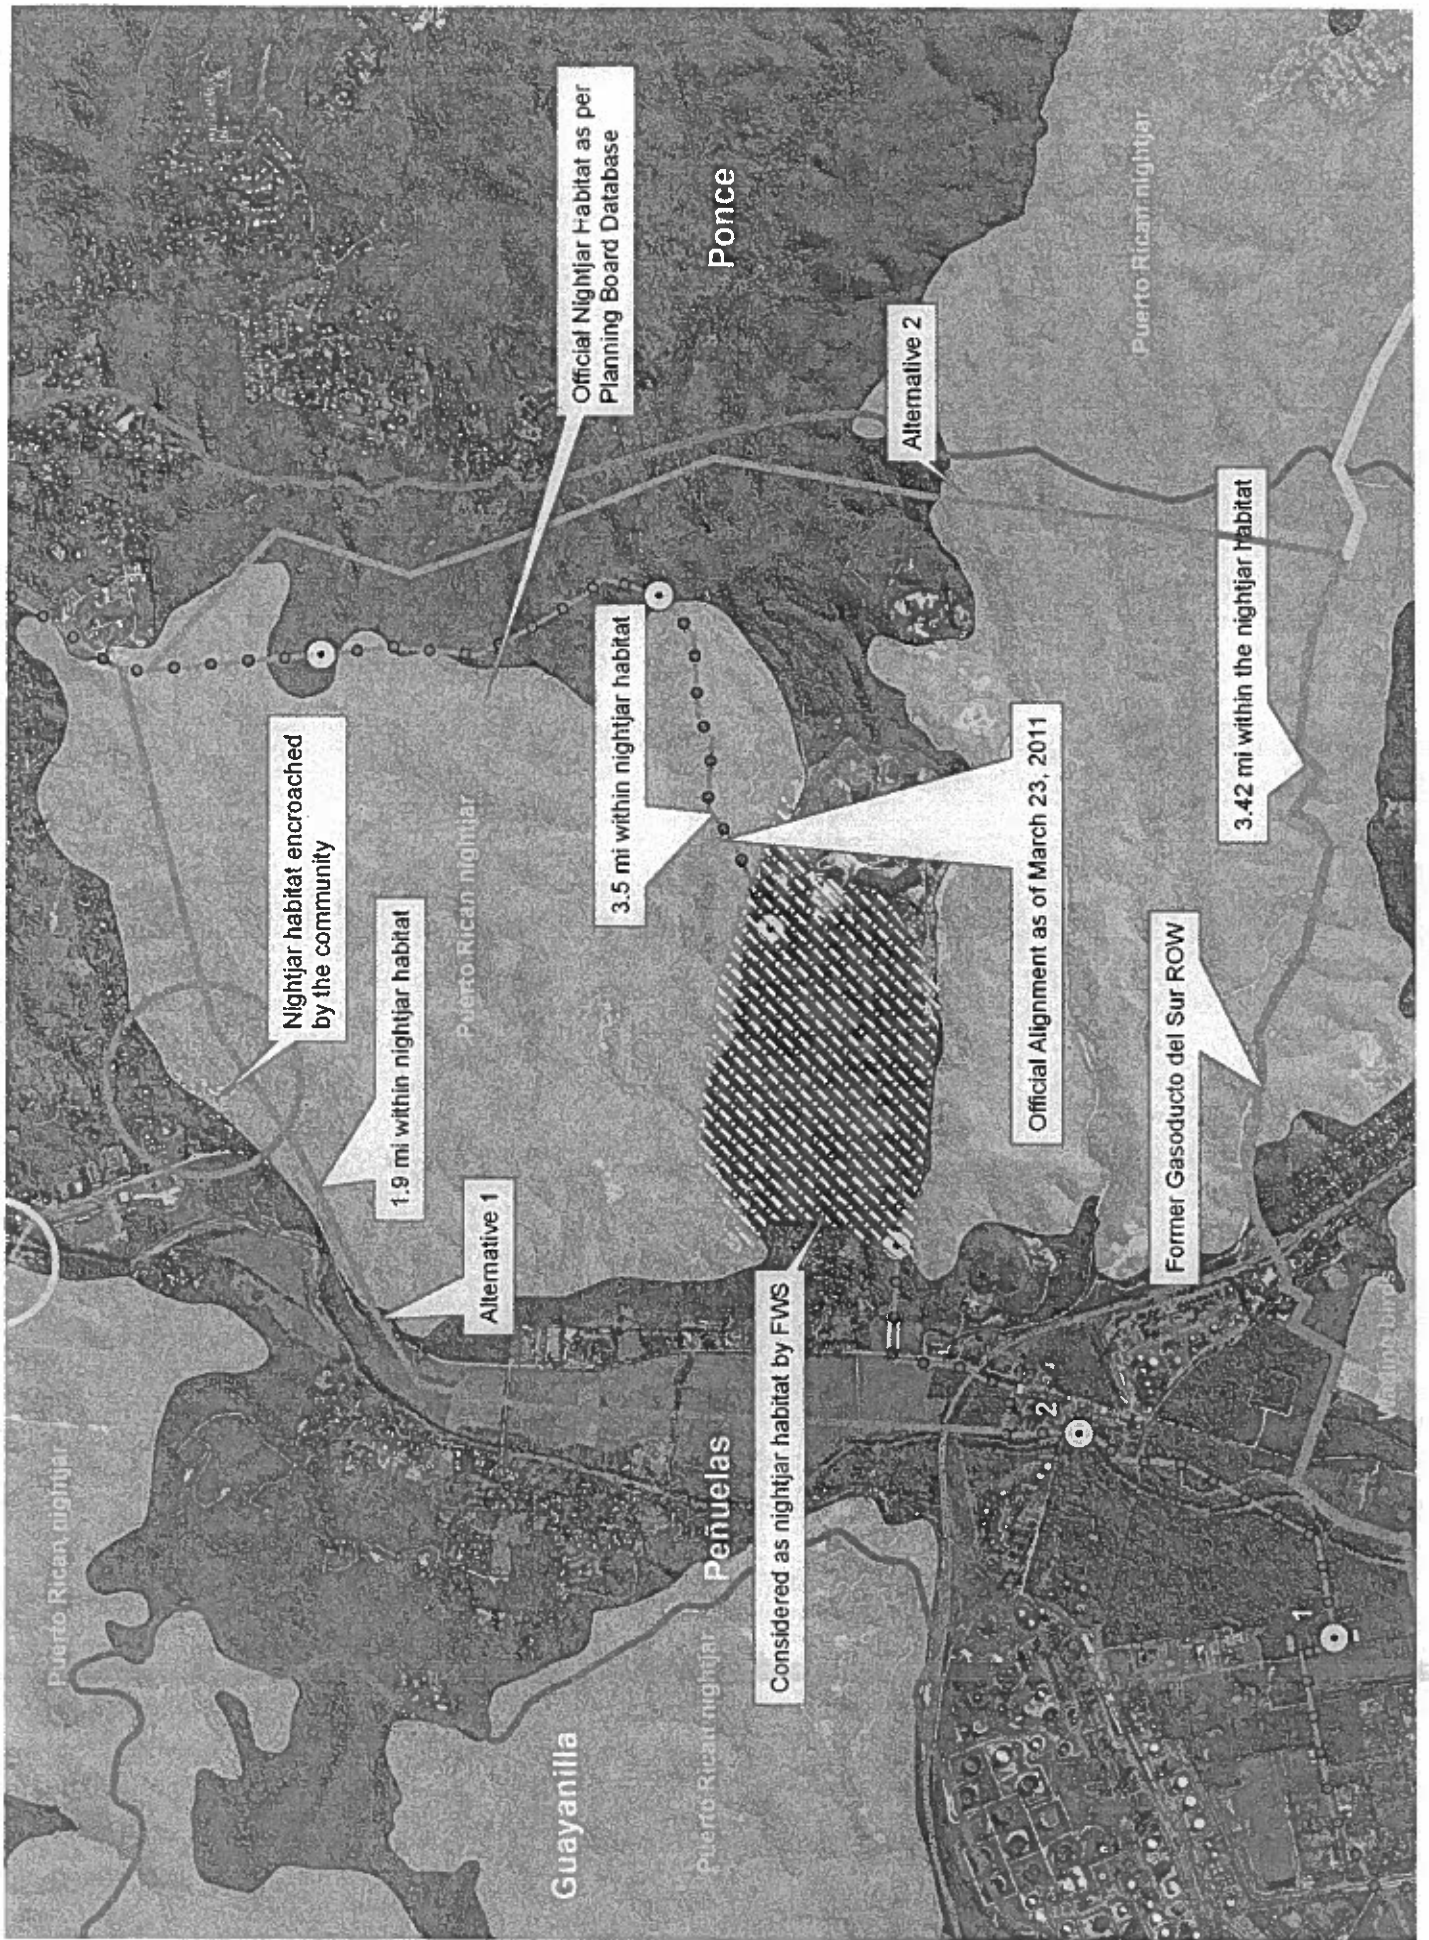 Puerto Rican nightjar
Nightjar habitat encroached
by the community
1.9 mi within nightjar habitat
Alternative 1
Puerto Rican nightjar
Official Nightjar Habitat as per
Planning Board Database
Guayanilla
3.5 mi within nightjar habitat
Puerto Rican nightjar
Peñuelas
Ponce
Considered as nightjar habitat by FWS
Alternative 2
Official Alignment as of March 23, 2011
2
Puerto Rican nightjar
Former Gasoducto del Sur ROW
3.42 mi within the nightjar habitat
1